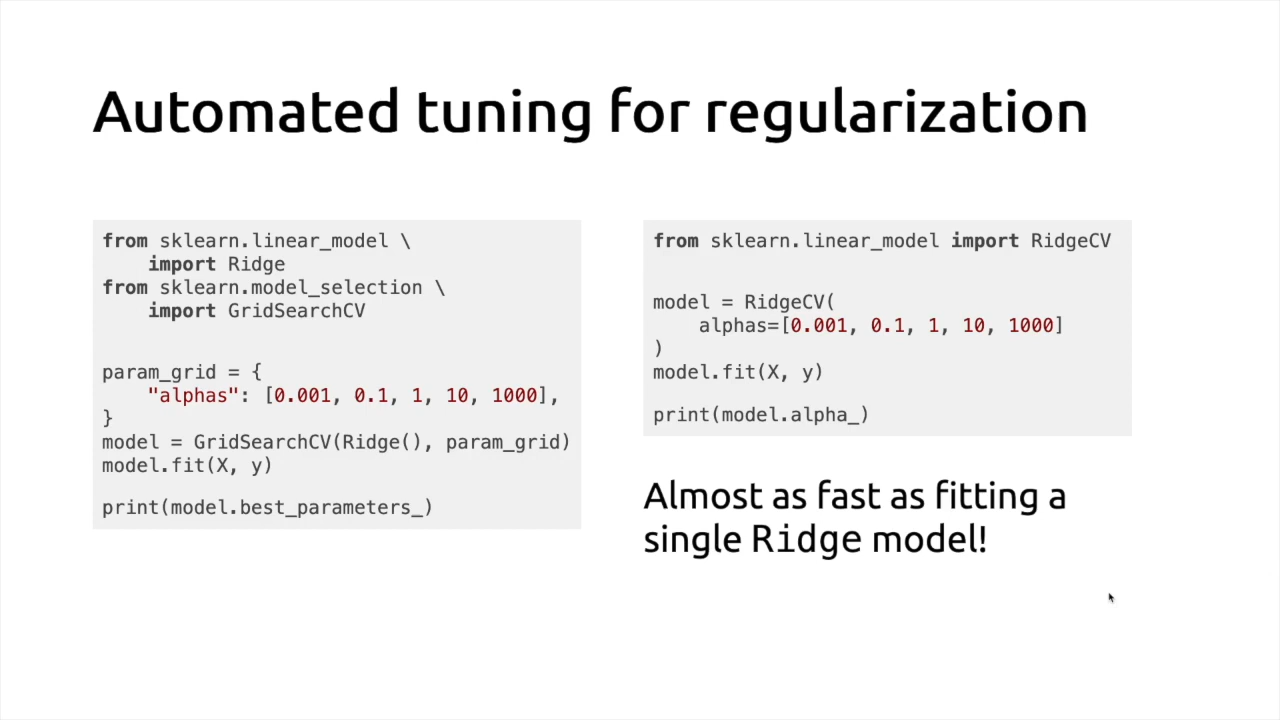 Automated tuning for regularization
from sklearn.linear_model \
    import Ridge
from sklearn.model_selection \
    import GridSearchCV
param_grid = {
    "alphas": [0.001, 0.1, 1, 10, 1000],
}
model = GridSearchCV(Ridge(), param_grid)
model.fit(X, y)
print(model.best_parameters_)
from sklearn.linear_model import RidgeCV
model = RidgeCV(
    alphas=[0.001, 0.1, 1, 10, 1000]
)
model.fit(X, y)
print(model.alpha_)
Almost as fast as fitting a
single Ridge model!